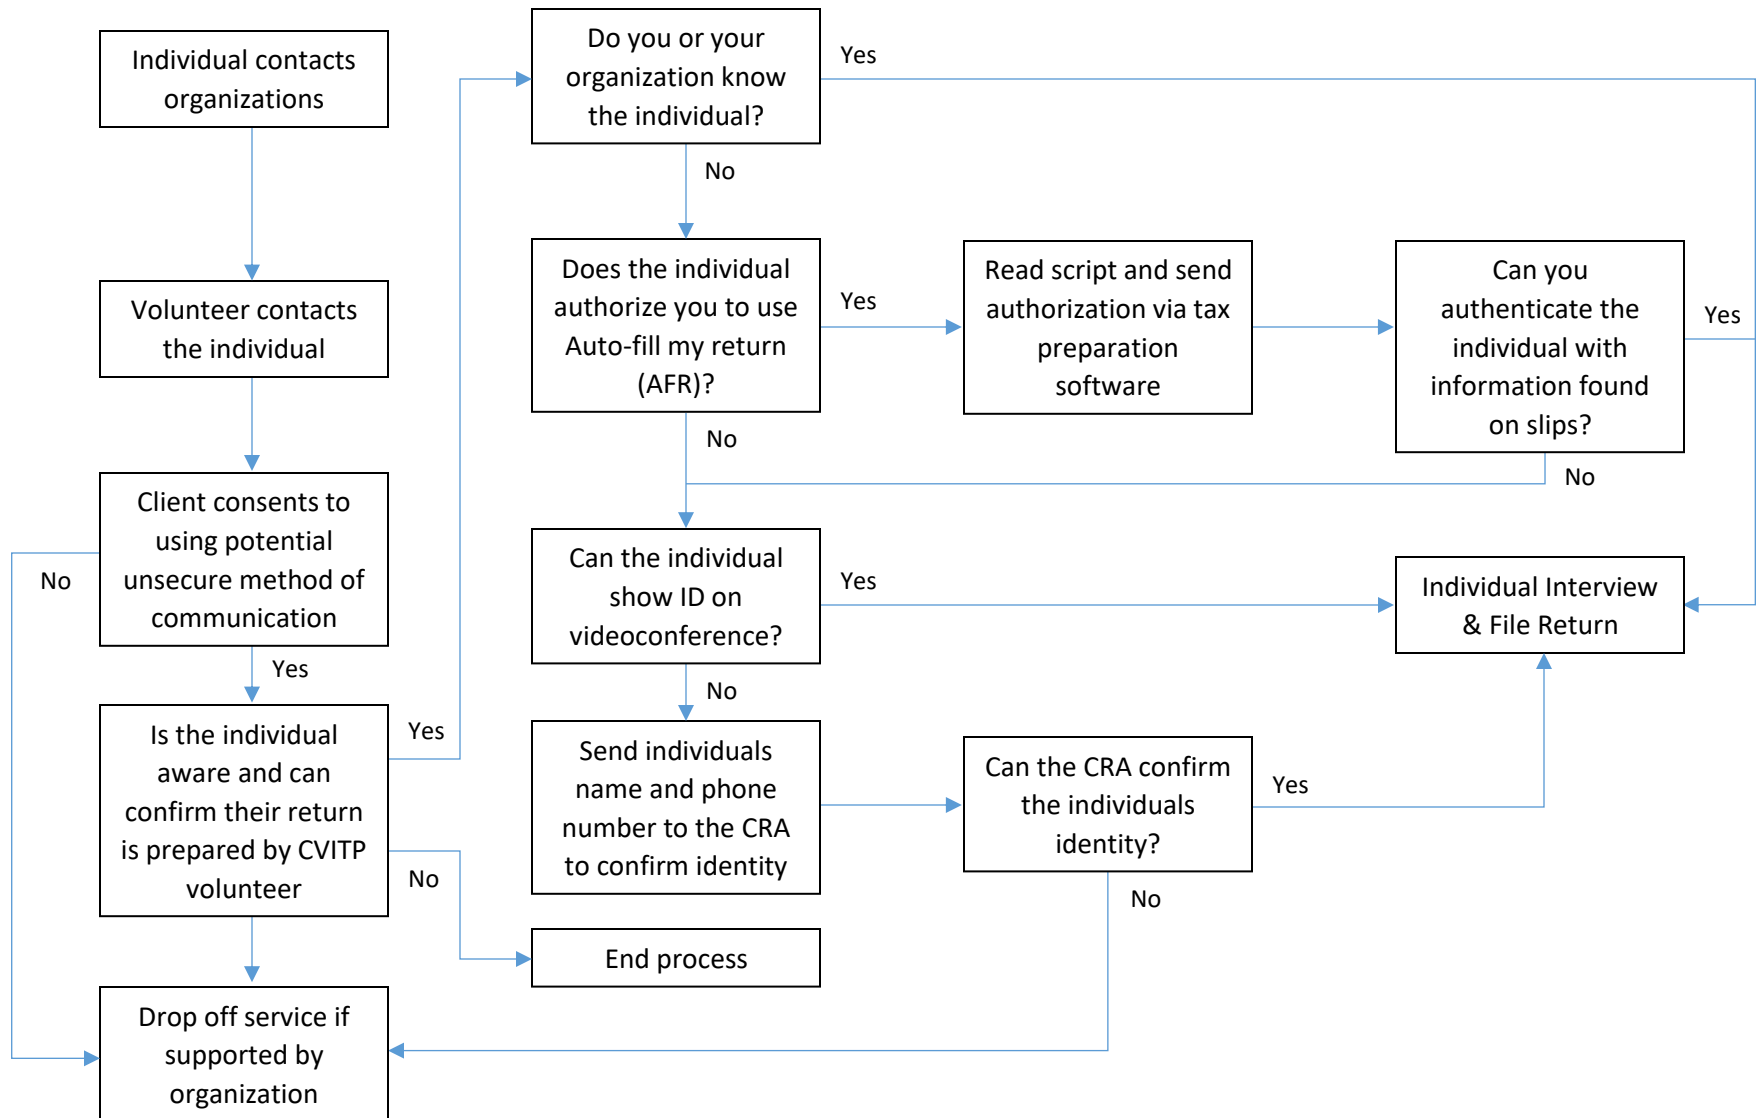 Individual contacts
organizations
Volunteer contacts
the individual
Client consents to
using potential
unsecure method of
communication
No
Yes
Is the individual
aware and can
confirm their return
is prepared by CVITP
volunteer
Yes
No
Drop off service if
supported by
organization
End process
Do you or your
organization know
the individual?
Yes
No
Does the individual
authorize you to use
Auto-fill my return
(AFR)?
Yes
No
Read script and send
authorization via tax
preparation
software
Can you
authenticate the
individual with
information found
on slips?
Yes
No
Can the individual
show ID on
videoconference?
Yes
No
Individual Interview
& File Return
Send individuals
name and phone
number to the CRA
to confirm identity
Can the CRA confirm
the individuals
identity?
Yes
No